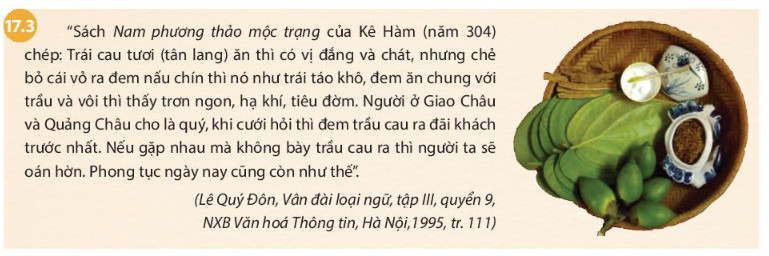 17.3
"Sách Nam phương thảo mộc trạng của Kê Hàm (năm 304)
chép: Trái cau tươi (tân lang) ăn thì có vị đắng và chát, nhưng chẻ
bỏ cái vỏ ra đem nấu chín thì nó như trái táo khô, đem ăn chung với
trầu và vôi thì thấy trơn ngon, hạ khí, tiêu đờm. Người ở Giao Châu
và Quảng Châu cho là quý, khi cưới hỏi thì đem trầu cau ra đãi khách
trước nhất. Nếu gặp nhau mà không bày trầu cau ra thì người ta sẽ
oán hờn. Phong tục ngày nay cũng còn như thế".
(Lê Quý Đôn, Vân đài loại ngữ, tập III, quyển 9,
NXB Văn hoá Thông tin, Hà Nội,1995, tr. 111)